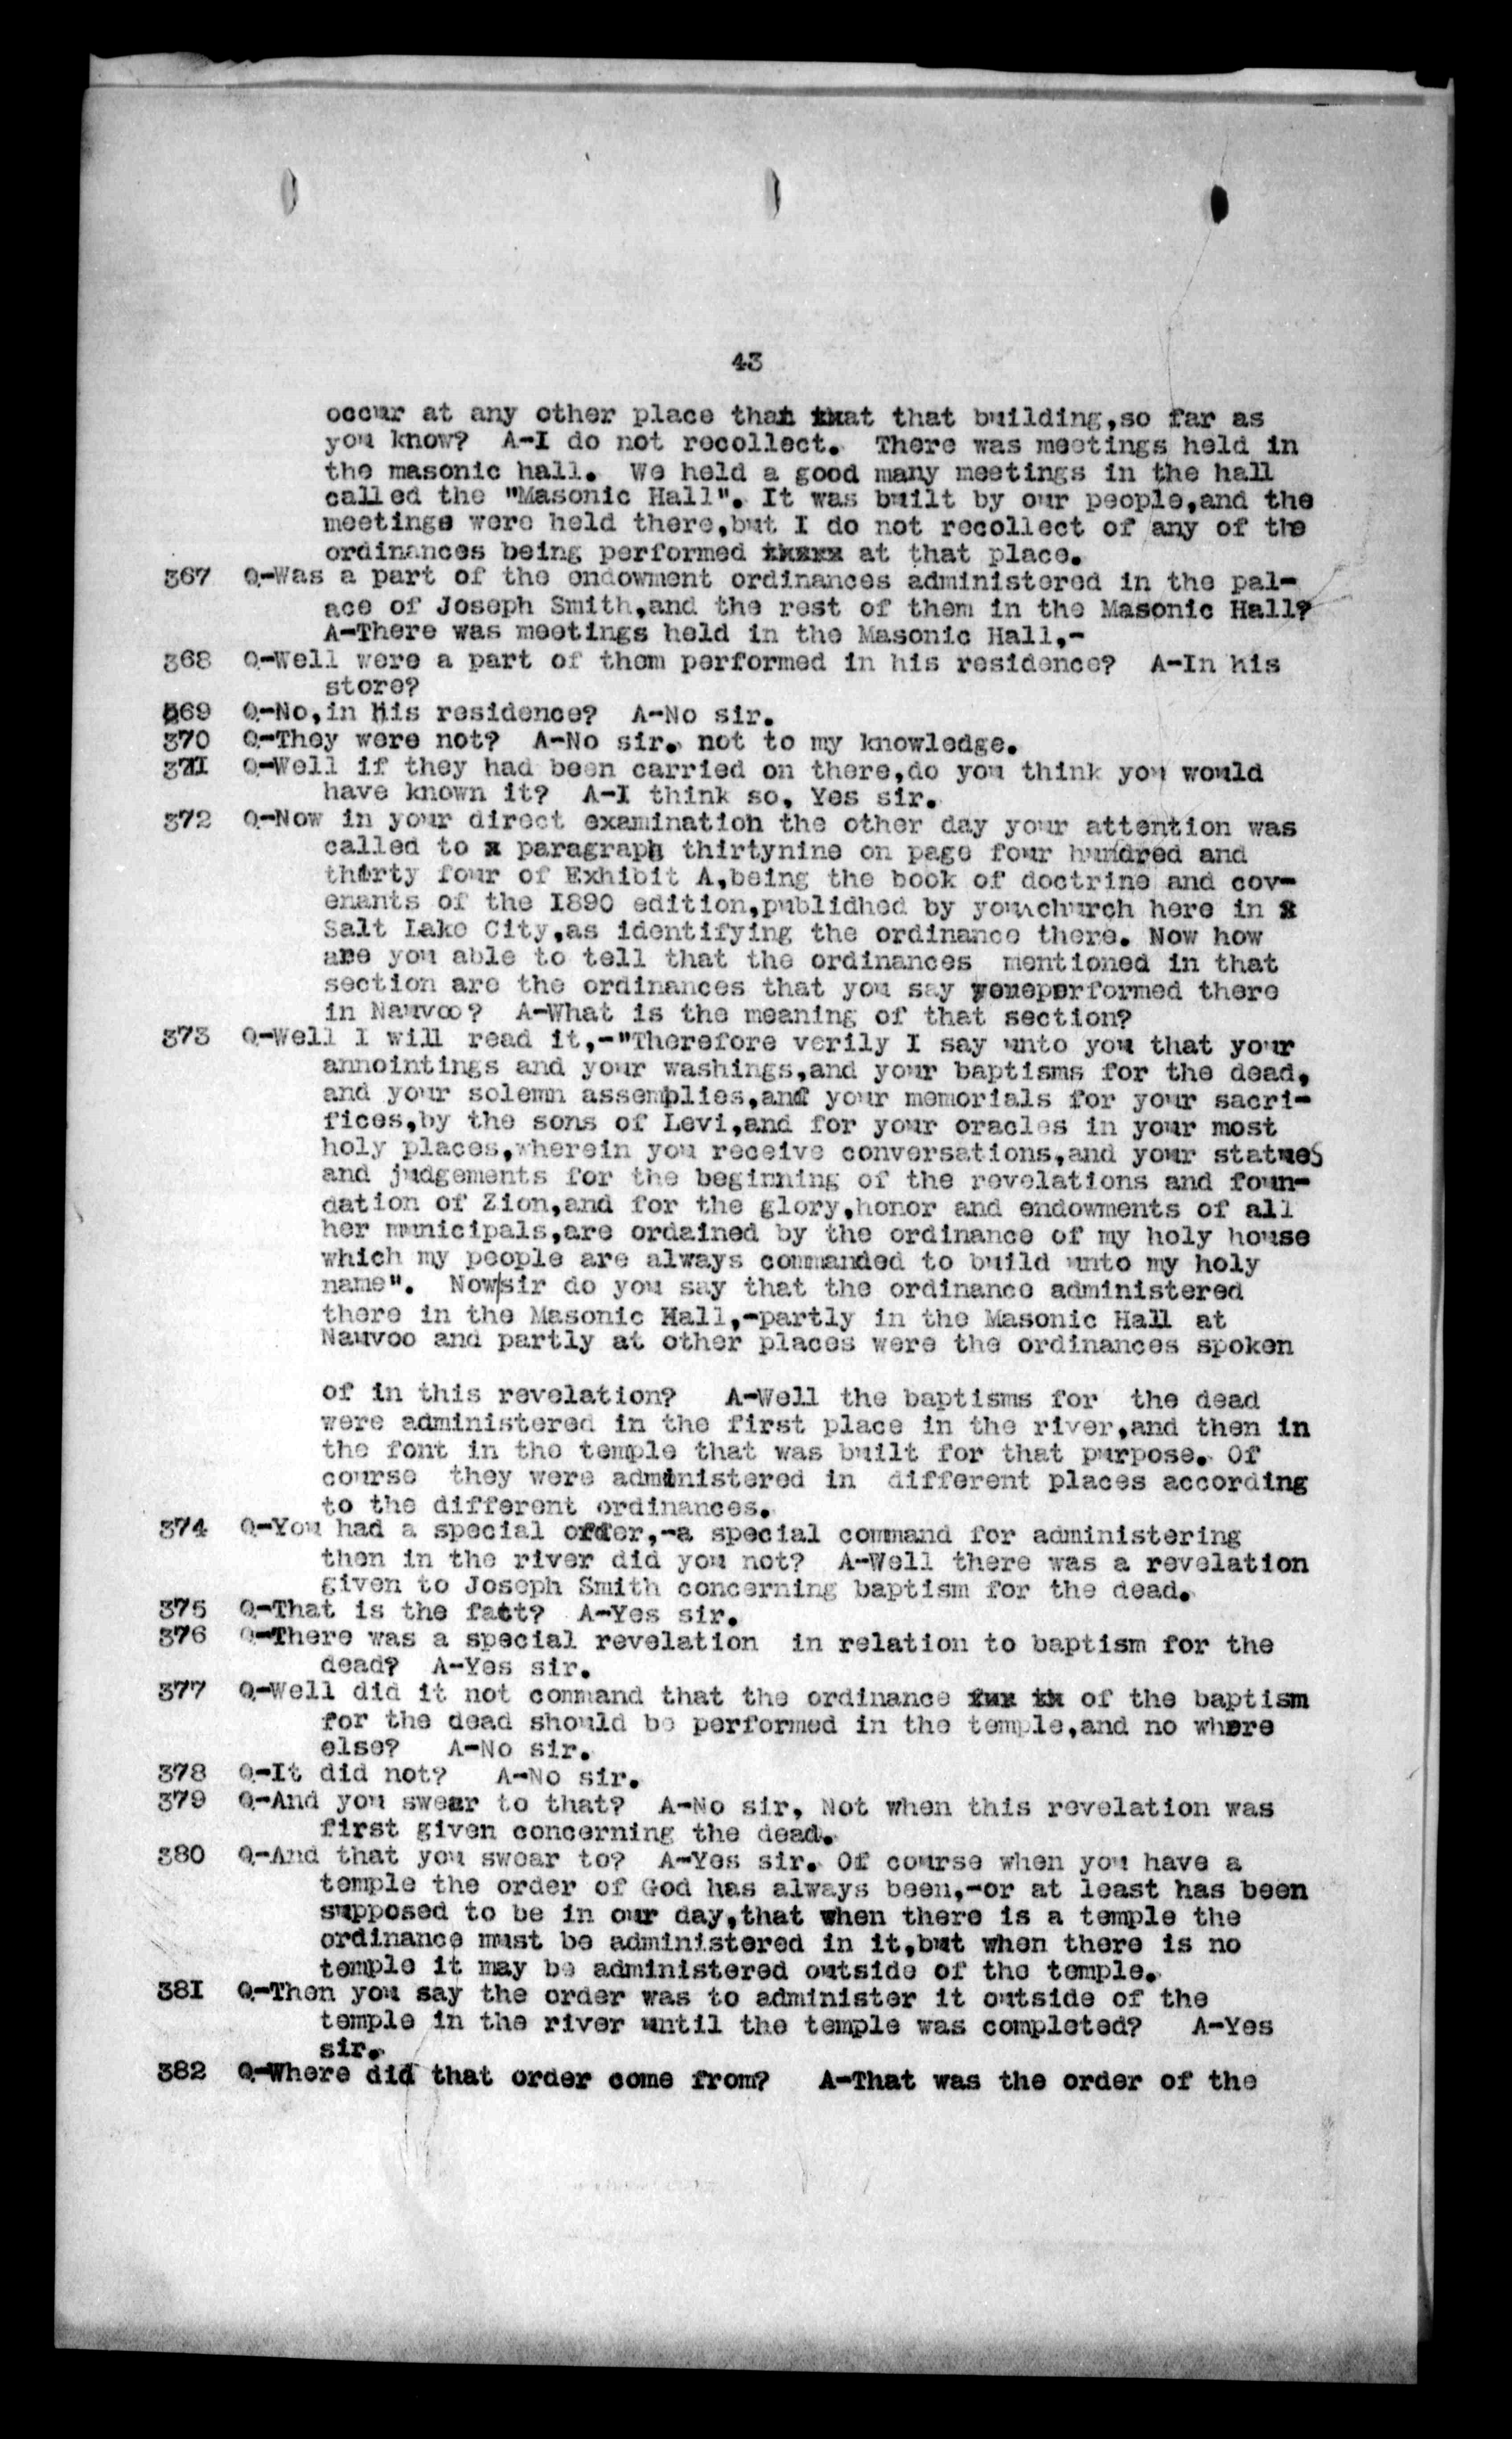 43
occur at any other place than that that building,so far as
you know? A-I do not recollect. There was meetings held in
the masonic hall. We held a good many meetings in the hall
called the "Masonic Hall". It was built by our people,and the
meetings were held there,but I do not recollect of any of the
ordinances being performed at that place.
367 Q-Was a part of the endowment ordinances administered in the pal-
ace of Joseph Smith,and the rest of them in the Masonic Hall?
A-There was meetings held in the Masonic Hall,-
368 Q-Well were a part of them performed in his residence? A-In his
store?
369 Q-No,in his residence? A-No sir.
370 Q-They were not? A-No sir. not to my knowledge.
371 Q-Well if they had been carried on there,do you think you would
have known it? A-I think so, Yes sir.
372 Q-Now in your direct examination the other day your attention was
called to x paragraph thirtynine on page four hundred and
thirty four of Exhibit A,being the book of doctrine and cov-
enants of the I890 edition,publidhed by your church here in
Salt Lake City,as identifying the ordinance there. Now how
are you able to tell that the ordinances mentioned in that
section are the ordinances that you say were performed there
in Nauvoo? A-What is the meaning of that section?
373 Q-Well I will read it,-"Therefore verily I say unto you that your
annointings and your washings,and your baptisms for the dead,
and your solemn assemplies,and your memorials for your sacri-
fices,by the sons of Levi,and for your oracles in your most
holy places,wherein you receive conversations,and your statues
and judgements for the beginning of the revelations and foun-
dation of Zion,and for the glory,honor and endowments of all
her municipals,are ordained by the ordinance of my holy house
which my people are always commanded to build unto my holy
name". Now/sir do you say that the ordinance administered
there in the Masonic Hall,-partly in the Masonic Hall at
Nauvoo and partly at other places were the ordinances spoken
of in this revelation? A-Well the baptisms for the dead
were administered in the first place in the river,and then in
the font in the temple that was built for that purpose. Of
course they were administered in different places according
to the different ordinances.
374 Q-You had a special order,-a special command for administering
then in the river did you not? A-Well there was a revelation
given to Joseph Smith concerning baptism for the dead.
375 Q-That is the fact? A-Yes sir.
376 Q-There was a special revelation in relation to baptism for the
dead? A-Yes sir.
377 Q-Well did it not command that the ordinance of the baptism
for the dead should be performed in the temple,and no where
else? A-No sir.
378 Q-It did not? A-No sir.
379 Q-And you swear to that? A-No sir, Not when this revelation was
first given concerning the dead.
380 Q-And that you swear to? A-Yes sir. Of course when you have a
temple the order of God has always been,-or at least has been
supposed to be in our day,that when there is a temple the
ordinance must be administered in it,but when there is no
temple it may be administered outside of the temple.
38I Q-Then you say the order was to administer it outside of the
temple in the river until the temple was completed? A-Yes
sir.
382 Q-Where did that order come from? A-That was the order of the